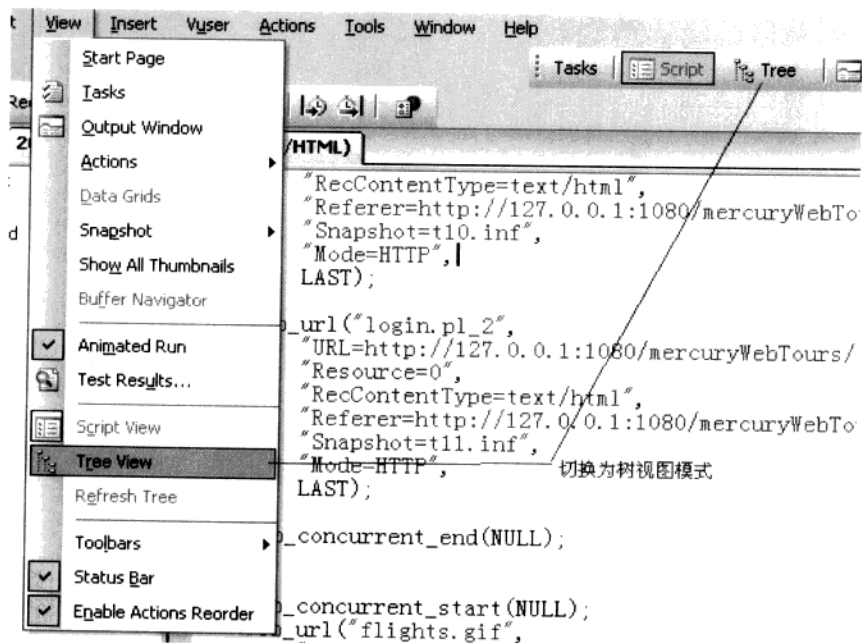 t View Insert Vuser Actions Tools Window Help
Start Page
Tasks Script Tree
Tasks
Re
Output Window
20 /HTML)
Actions
Data Grids
d Snapshot
Show All Thumbnails
Buffer Navigator
Animated Run
Test Results...
Script View
Tree View
Refresh Tree
Toolbars
Status Bar
Enable Actions Reorder
"RecContentType=text/html",
"Referer=http://127.0.0.1:1080/mercuryWebTo
"Snapshot=t10.inf",
"Mode=HTTP",
LAST);
_url("login.pl_2",
"URL=http://127.0.0.1:1080/mercuryWebTours/
"Resource=0",
"RecContentType=text/html",
"Referer=http://127.0.0.1:1080/mercuryWebTo
"Snapshot=t11.inf",
"Mode=HTTP",
LAST);
切换为树视图模式
_concurrent_end(NULL);
_concurrent_start(NULL);
_url("flights.gif",